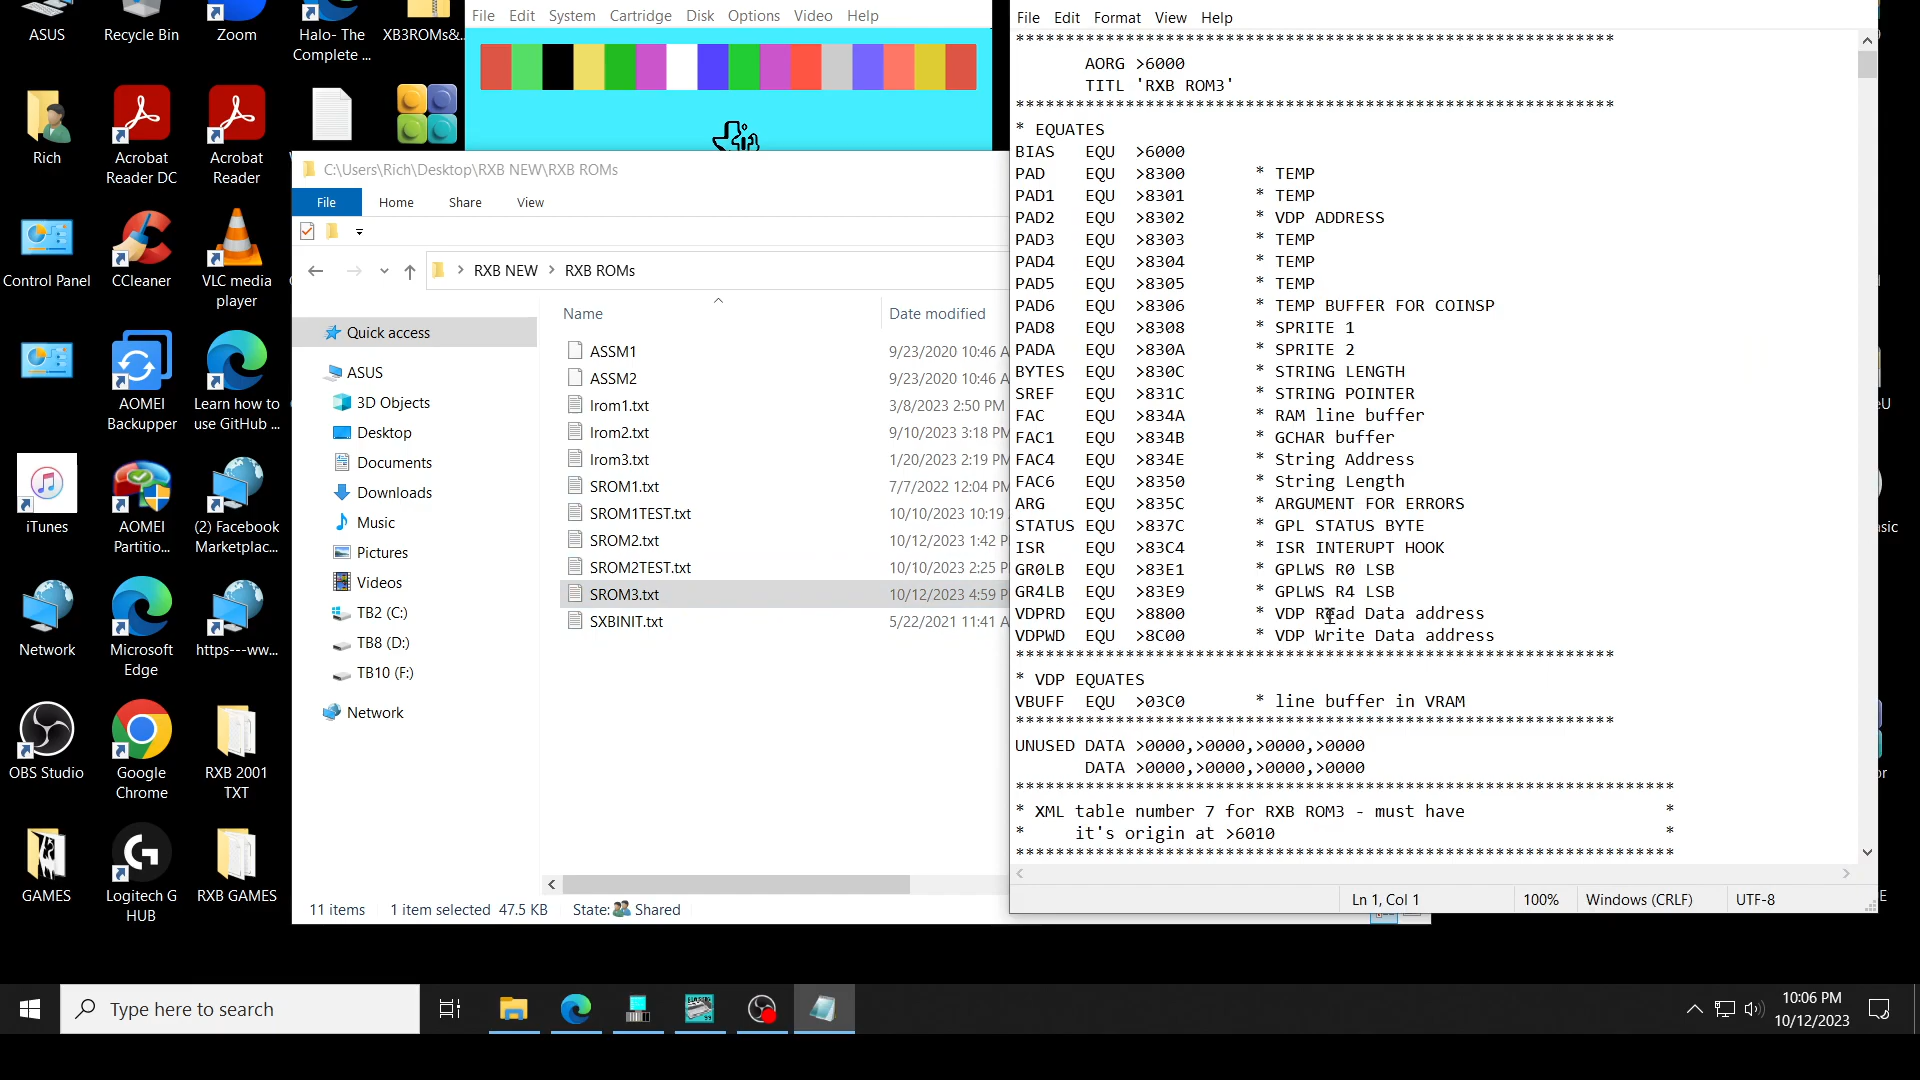 ASUS
Recycle Bin
Zoom
Halo- The
Complete ...
XB3ROMs&...
Rich
Acrobat
Reader DC
Acrobat
Reader
Control Panel
CCleaner
VLC media
player
AOMEI
Backupper
Learn how to
use GitHub ...
iTunes
AOMEI
Partitio...
(2) Facebook
Marketplac...
Network
Microsoft
Edge
https---ww...
OBS Studio
Google
Chrome
RXB 2001
TXT
GAMES
Logitech G
HUB
RXB GAMES
File Edit System Cartridge Disk Options Video Help
C:\Users\Rich\Desktop\RXB NEW\RXB ROMs
File Home Share View
RXB NEW > RXB ROMs
Name Date modified
Quick access
ASUS
3D Objects
Desktop
Documents
Downloads
Music
Pictures
Videos
TB2 (C:)
TB8 (D:)
TB10 (F:)
Network
ASSM1 9/23/2020 10:46 A
ASSM2 9/23/2020 10:46 A
Irom1.txt 3/8/2023 2:50 PM
Irom2.txt 9/10/2023 3:18 PM
Irom3.txt 1/20/2023 2:19 PM
SROM1.txt 7/7/2022 12:04 PM
SROM1TEST.txt 10/10/2023 10:19
SROM2.txt 10/12/2023 1:42 P
SROM2TEST.txt 10/10/2023 2:25 P
SROM3.txt 10/12/2023 4:59 P
SXBINIT.txt 5/22/2021 11:41 A
11 items 1 item selected 47.5 KB State: Shared
File Edit Format View Help
************************************************************
AORG >6000
TITL 'RXB ROM3'
************************************************************
* EQUATES
BIAS EQU >6000
PAD EQU >8300 * TEMP
PAD1 EQU >8301 * TEMP
PAD2 EQU >8302 * VDP ADDRESS
PAD3 EQU >8303 * TEMP
PAD4 EQU >8304 * TEMP
PAD5 EQU >8305 * TEMP
PAD6 EQU >8306 * TEMP BUFFER FOR COINSP
PAD8 EQU >8308 * SPRITE 1
PADA EQU >830A * SPRITE 2
BYTES EQU >830C * STRING LENGTH
SREF EQU >831C * STRING POINTER
FAC EQU >834A * RAM line buffer
FAC1 EQU >834B * GCHAR buffer
FAC4 EQU >834E * String Address
FAC6 EQU >8350 * String Length
ARG EQU >835C * ARGUMENT FOR ERRORS
STATUS EQU >837C * GPL STATUS BYTE
ISR EQU >83C4 * ISR INTERUPT HOOK
GR0LB EQU >83E1 * GPLWS R0 LSB
GR4LB EQU >83E9 * GPLWS R4 LSB
VDPRD EQU >8800 * VDP Read Data address
VDPWD EQU >8C00 * VDP Write Data address
************************************************************
* VDP EQUATES
VBUFF EQU >03C0 * line buffer in VRAM
************************************************************
UNUSED DATA >0000,>0000,>0000,>0000
DATA >0000,>0000,>0000,>0000
******************************************************************
* XML table number 7 for RXB ROM3 - must have *
* it's origin at >6010 *
******************************************************************
Ln 1, Col 1 100% Windows (CRLF) UTF-8
Type here to search
10:06 PM
10/12/2023